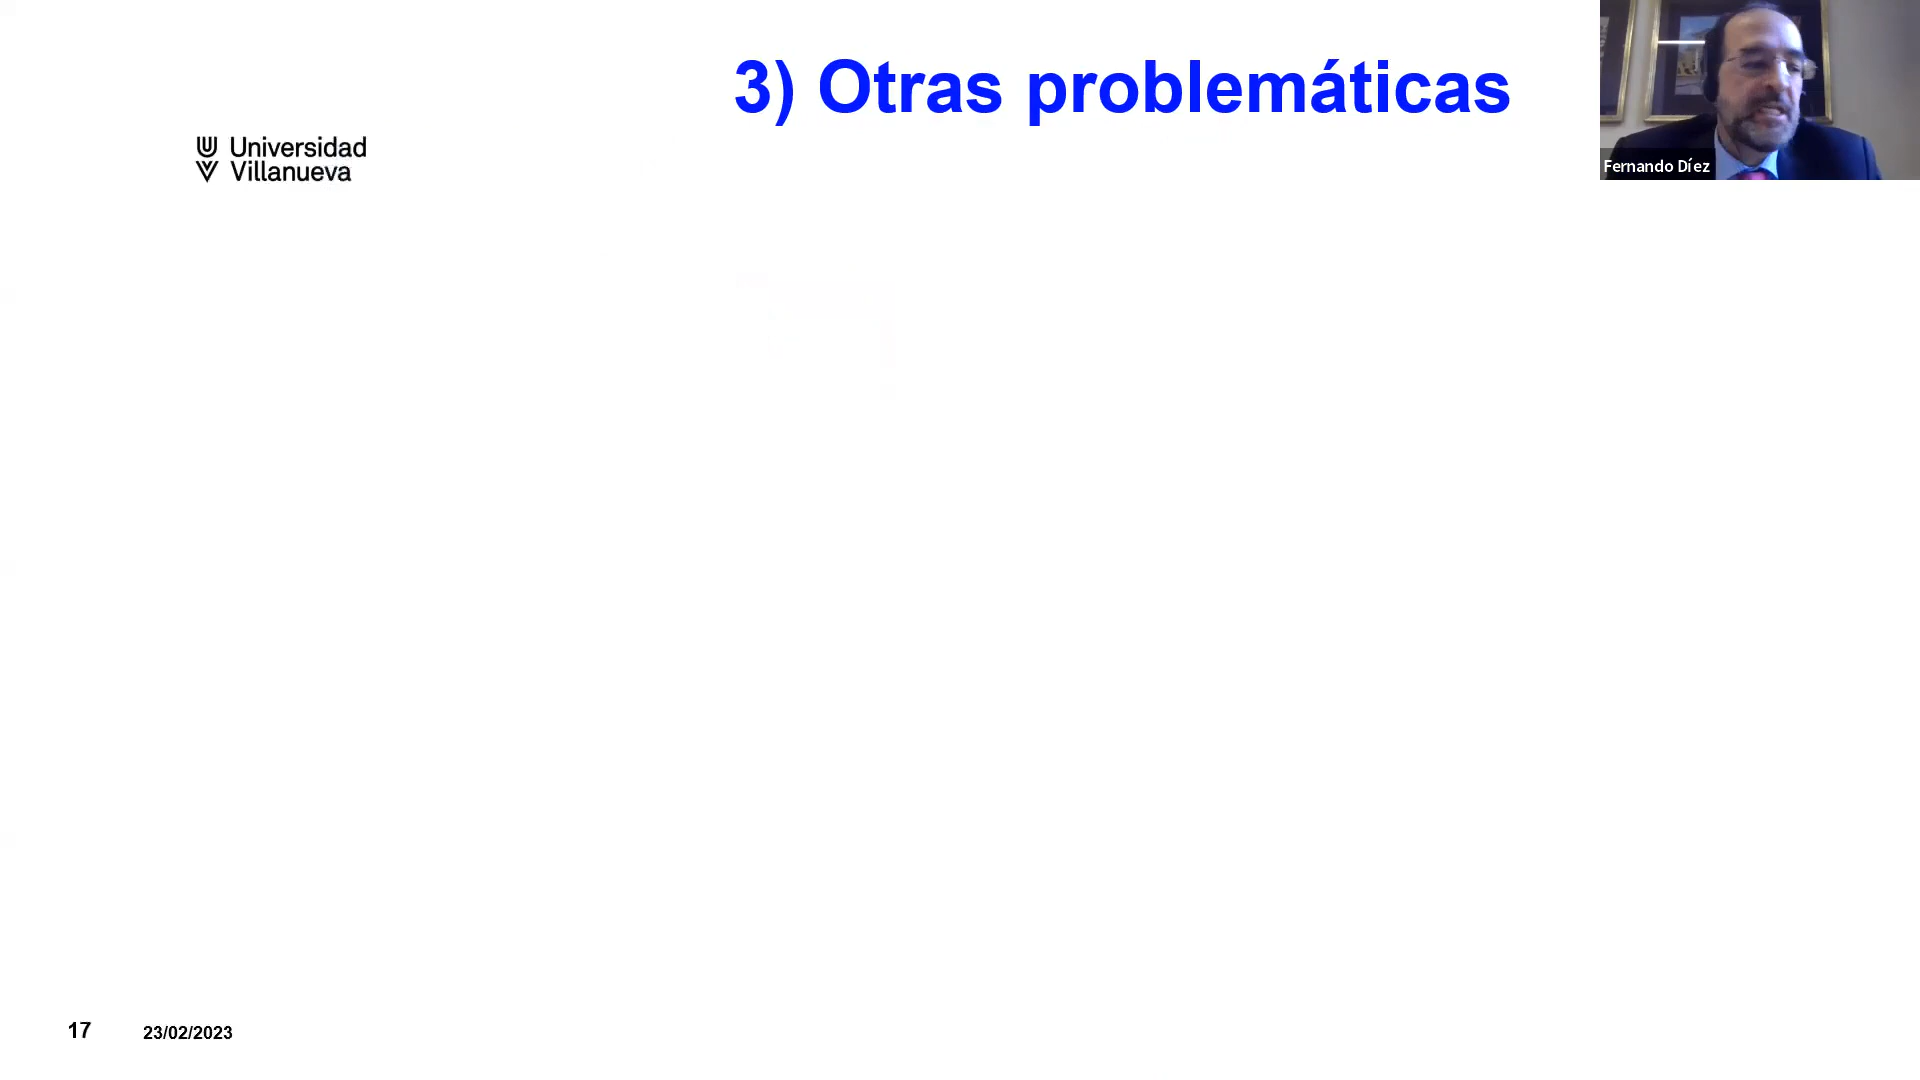 3) Otras problemáticas
Universidad
Villanueva
Fernando Díez
17
23/02/2023